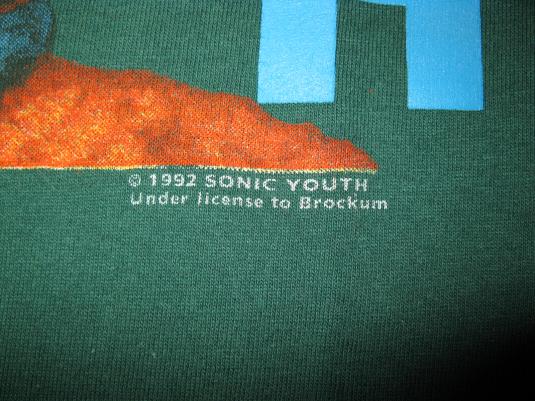 © 1992 SONIC YOUTH
Under license to Brockum